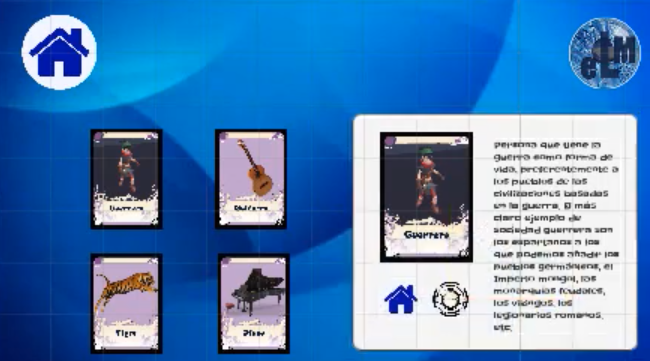 CLM
Guerrero
Guitarra
Tigre
Piano
Guerrero
Persona que tiene la
guerra como forma de
vida, preferentemente a
los pueblos de las
civilizaciones basadas
en la guerra. El más
claro ejemplo de
sociedad guerrera son
los espartanos a los
que podemos añadir los
pueblos germánicos, el
Imperio mongol, las
monarquías feudales,
los vikingos, los
legionarios romanos,
etc.